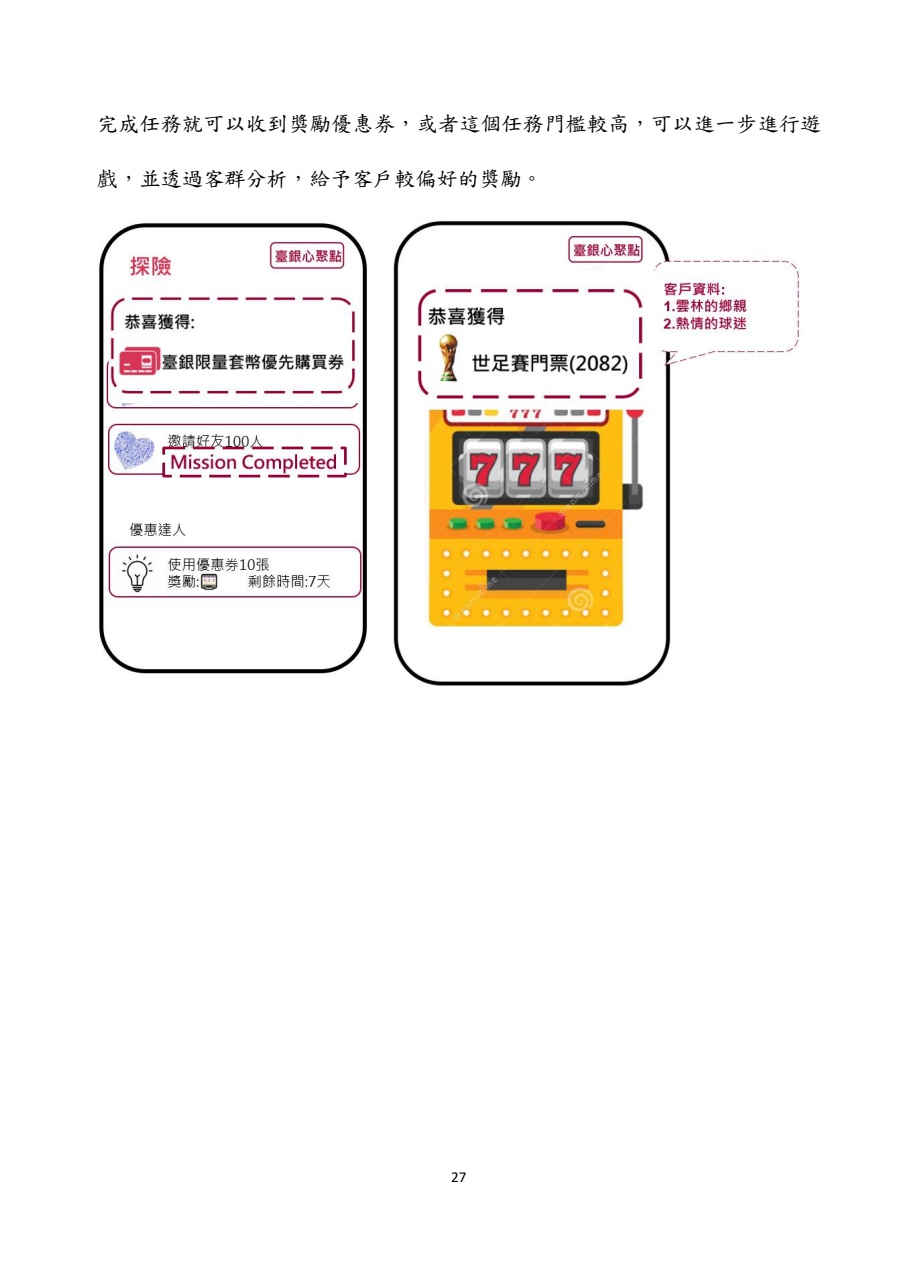 完成任務就可以收到獎勵優惠券，或者這個任務門檻較高，可以進一步進行遊
戲，並透過客群分析，給予客戶較偏好的獎勵。
探險
臺銀心聚點
恭喜獲得:
臺銀限量套幣優先購買券
邀請好友100人
Mission Completed
優惠達人
使用優惠券10張
獎勵: 剩餘時間:7天
臺銀心聚點
恭喜獲得
世足賽門票(2082)
客戶資料:
1.雲林的鄉親
2.熱情的球迷
777
7 7 7
27